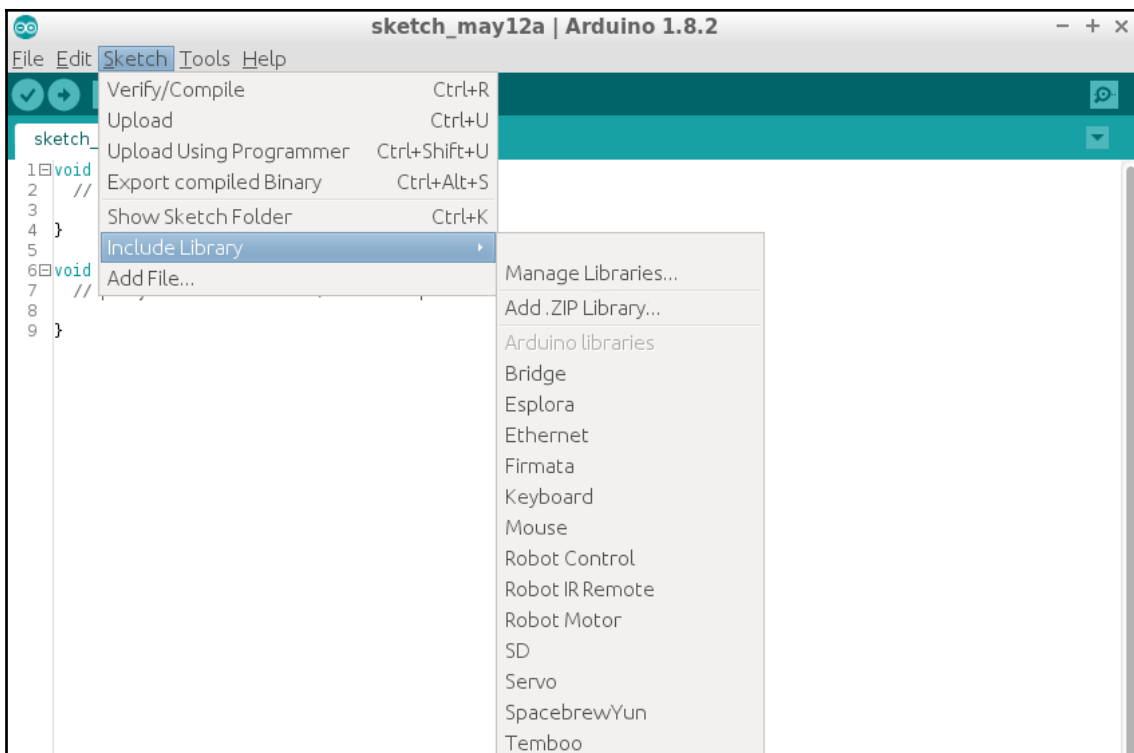 sketch_may12a | Arduino 1.8.2
File Edit Sketch Tools Help
Verify/Compile Ctrl+R
Upload Ctrl+U
sketch_
Upload Using Programmer Ctrl+Shift+U
1 void
Export compiled Binary Ctrl+Alt+S
2 //
3
Show Sketch Folder Ctrl+K
4 }
5
Include Library
6 void
Add File...
7 //
8
9 }
Manage Libraries...
Add .ZIP Library...
Arduino libraries
Bridge
Esplora
Ethernet
Firmata
Keyboard
Mouse
Robot Control
Robot IR Remote
Robot Motor
SD
Servo
SpacebrewYun
Temboo